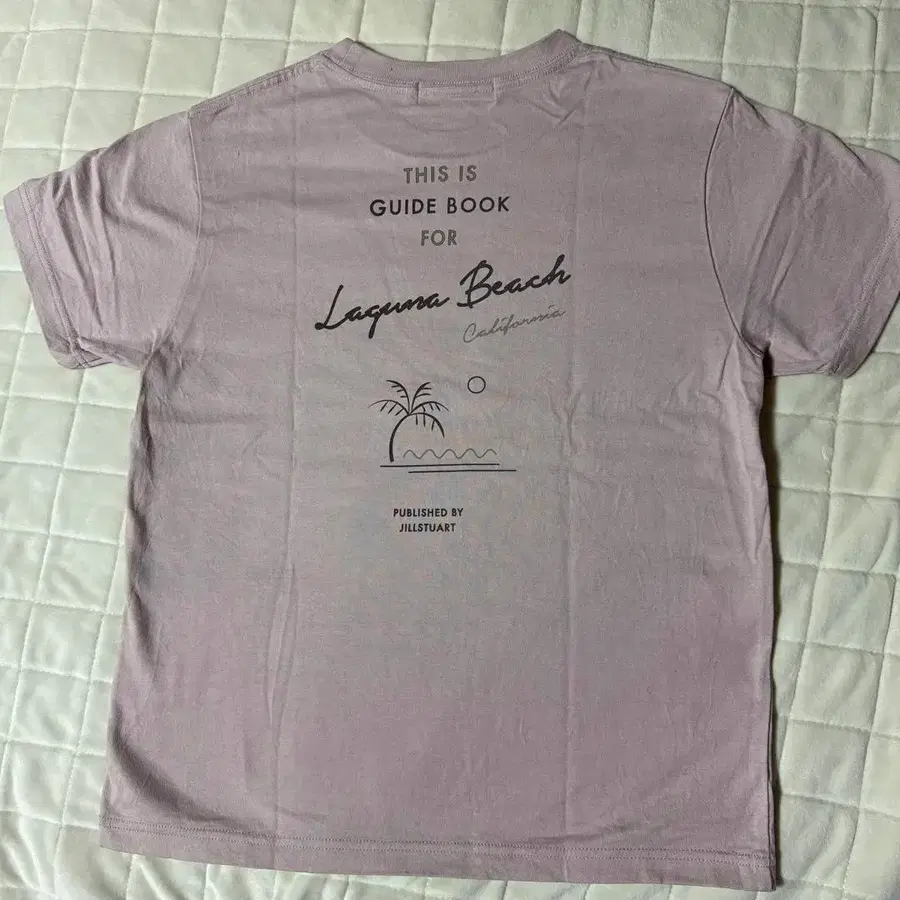 THIS IS
GUIDE BOOK
FOR
Laguna Beach
California
PUBLISHED BY
JILLSTUART